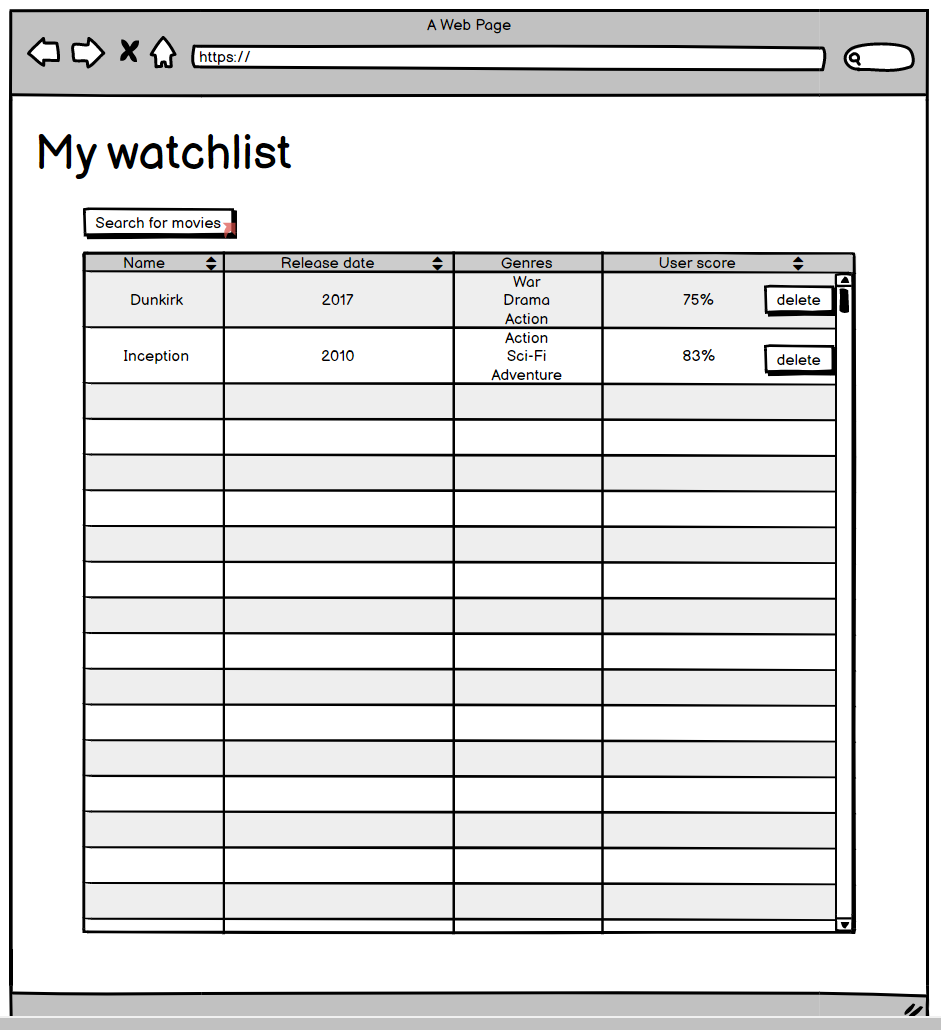 A Web Page
https://
My watchlist
Search for movies
Name Release date Genres User score
Dunkirk 2017 War 75% delete
Drama
Action
Inception 2010 Action 83% delete
Sci-Fi
Adventure